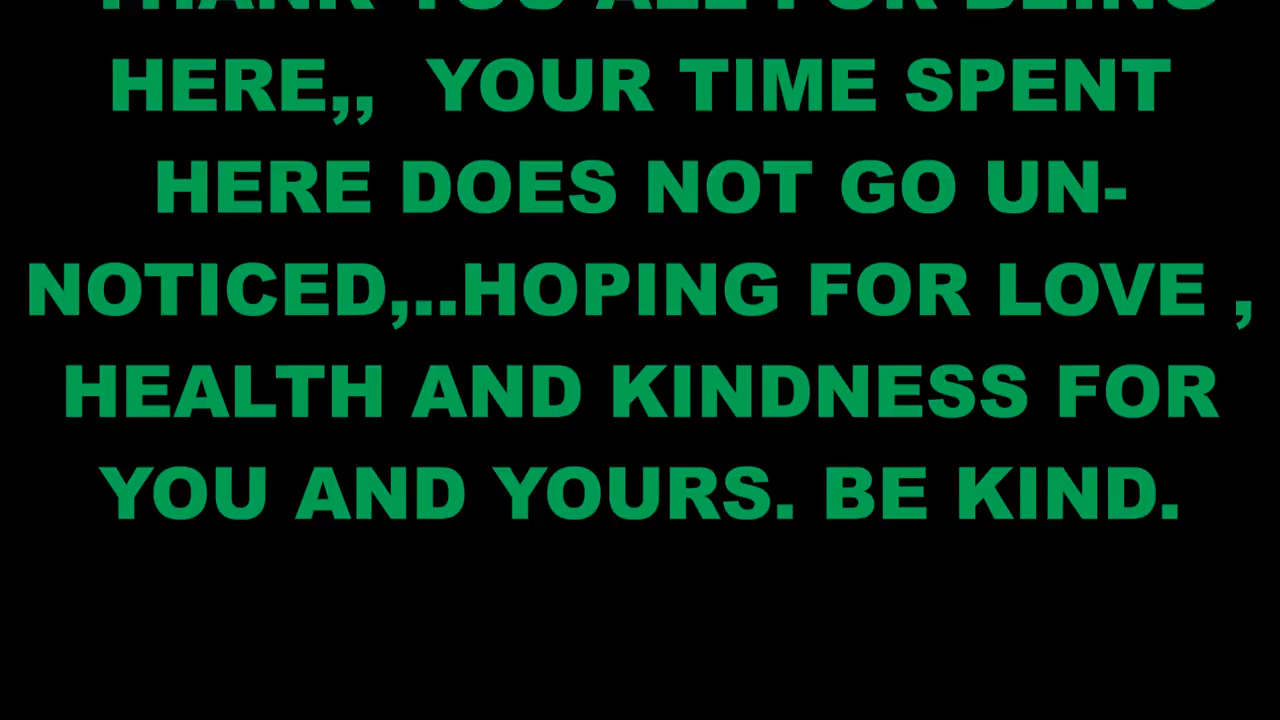 THANK YOU ALL FOR BEING
HERE,,  YOUR TIME SPENT
HERE DOES NOT GO UN-
NOTICED,..HOPING FOR LOVE ,
HEALTH AND KINDNESS FOR
YOU AND YOURS. BE KIND.